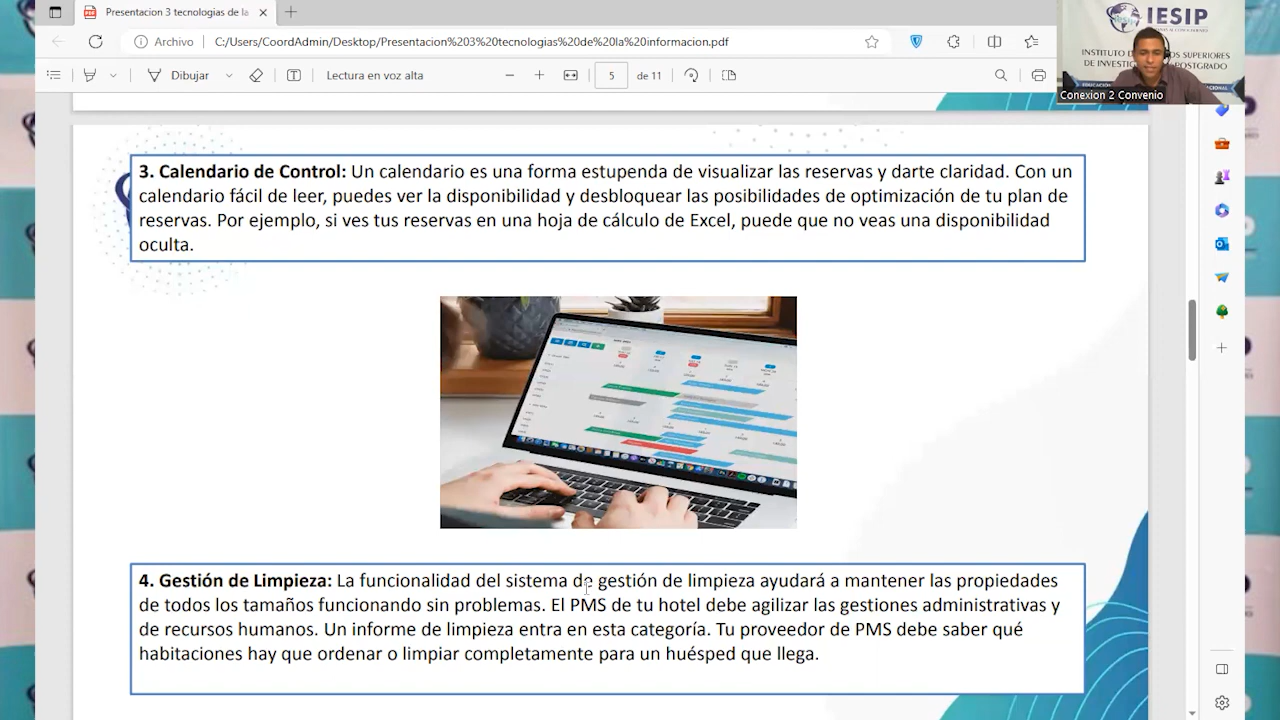 Presentacion 3 tecnologias de la
Archivo
C:/Users/CoordAdmin/Desktop/Presentacion%203%20tecnologias%20de%20la%20informacion.pdf
Dibujar
Lectura en voz alta
5
de 11
IESIP
INSTITUTO
SUPERIORES
DE
POSTGRADO
Conexion 2 Convenio
3. Calendario de Control: Un calendario es una forma estupenda de visualizar las reservas y darte claridad. Con un
calendario fácil de leer, puedes ver la disponibilidad y desbloquear las posibilidades de optimización de tu plan de
reservas. Por ejemplo, si ves tus reservas en una hoja de cálculo de Excel, puede que no veas una disponibilidad
oculta.
4. Gestión de Limpieza: La funcionalidad del sistema de gestión de limpieza ayudará a mantener las propiedades
de todos los tamaños funcionando sin problemas. El PMS de tu hotel debe agilizar las gestiones administrativas y
de recursos humanos. Un informe de limpieza entra en esta categoría. Tu proveedor de PMS debe saber qué
habitaciones hay que ordenar o limpiar completamente para un huésped que llega.